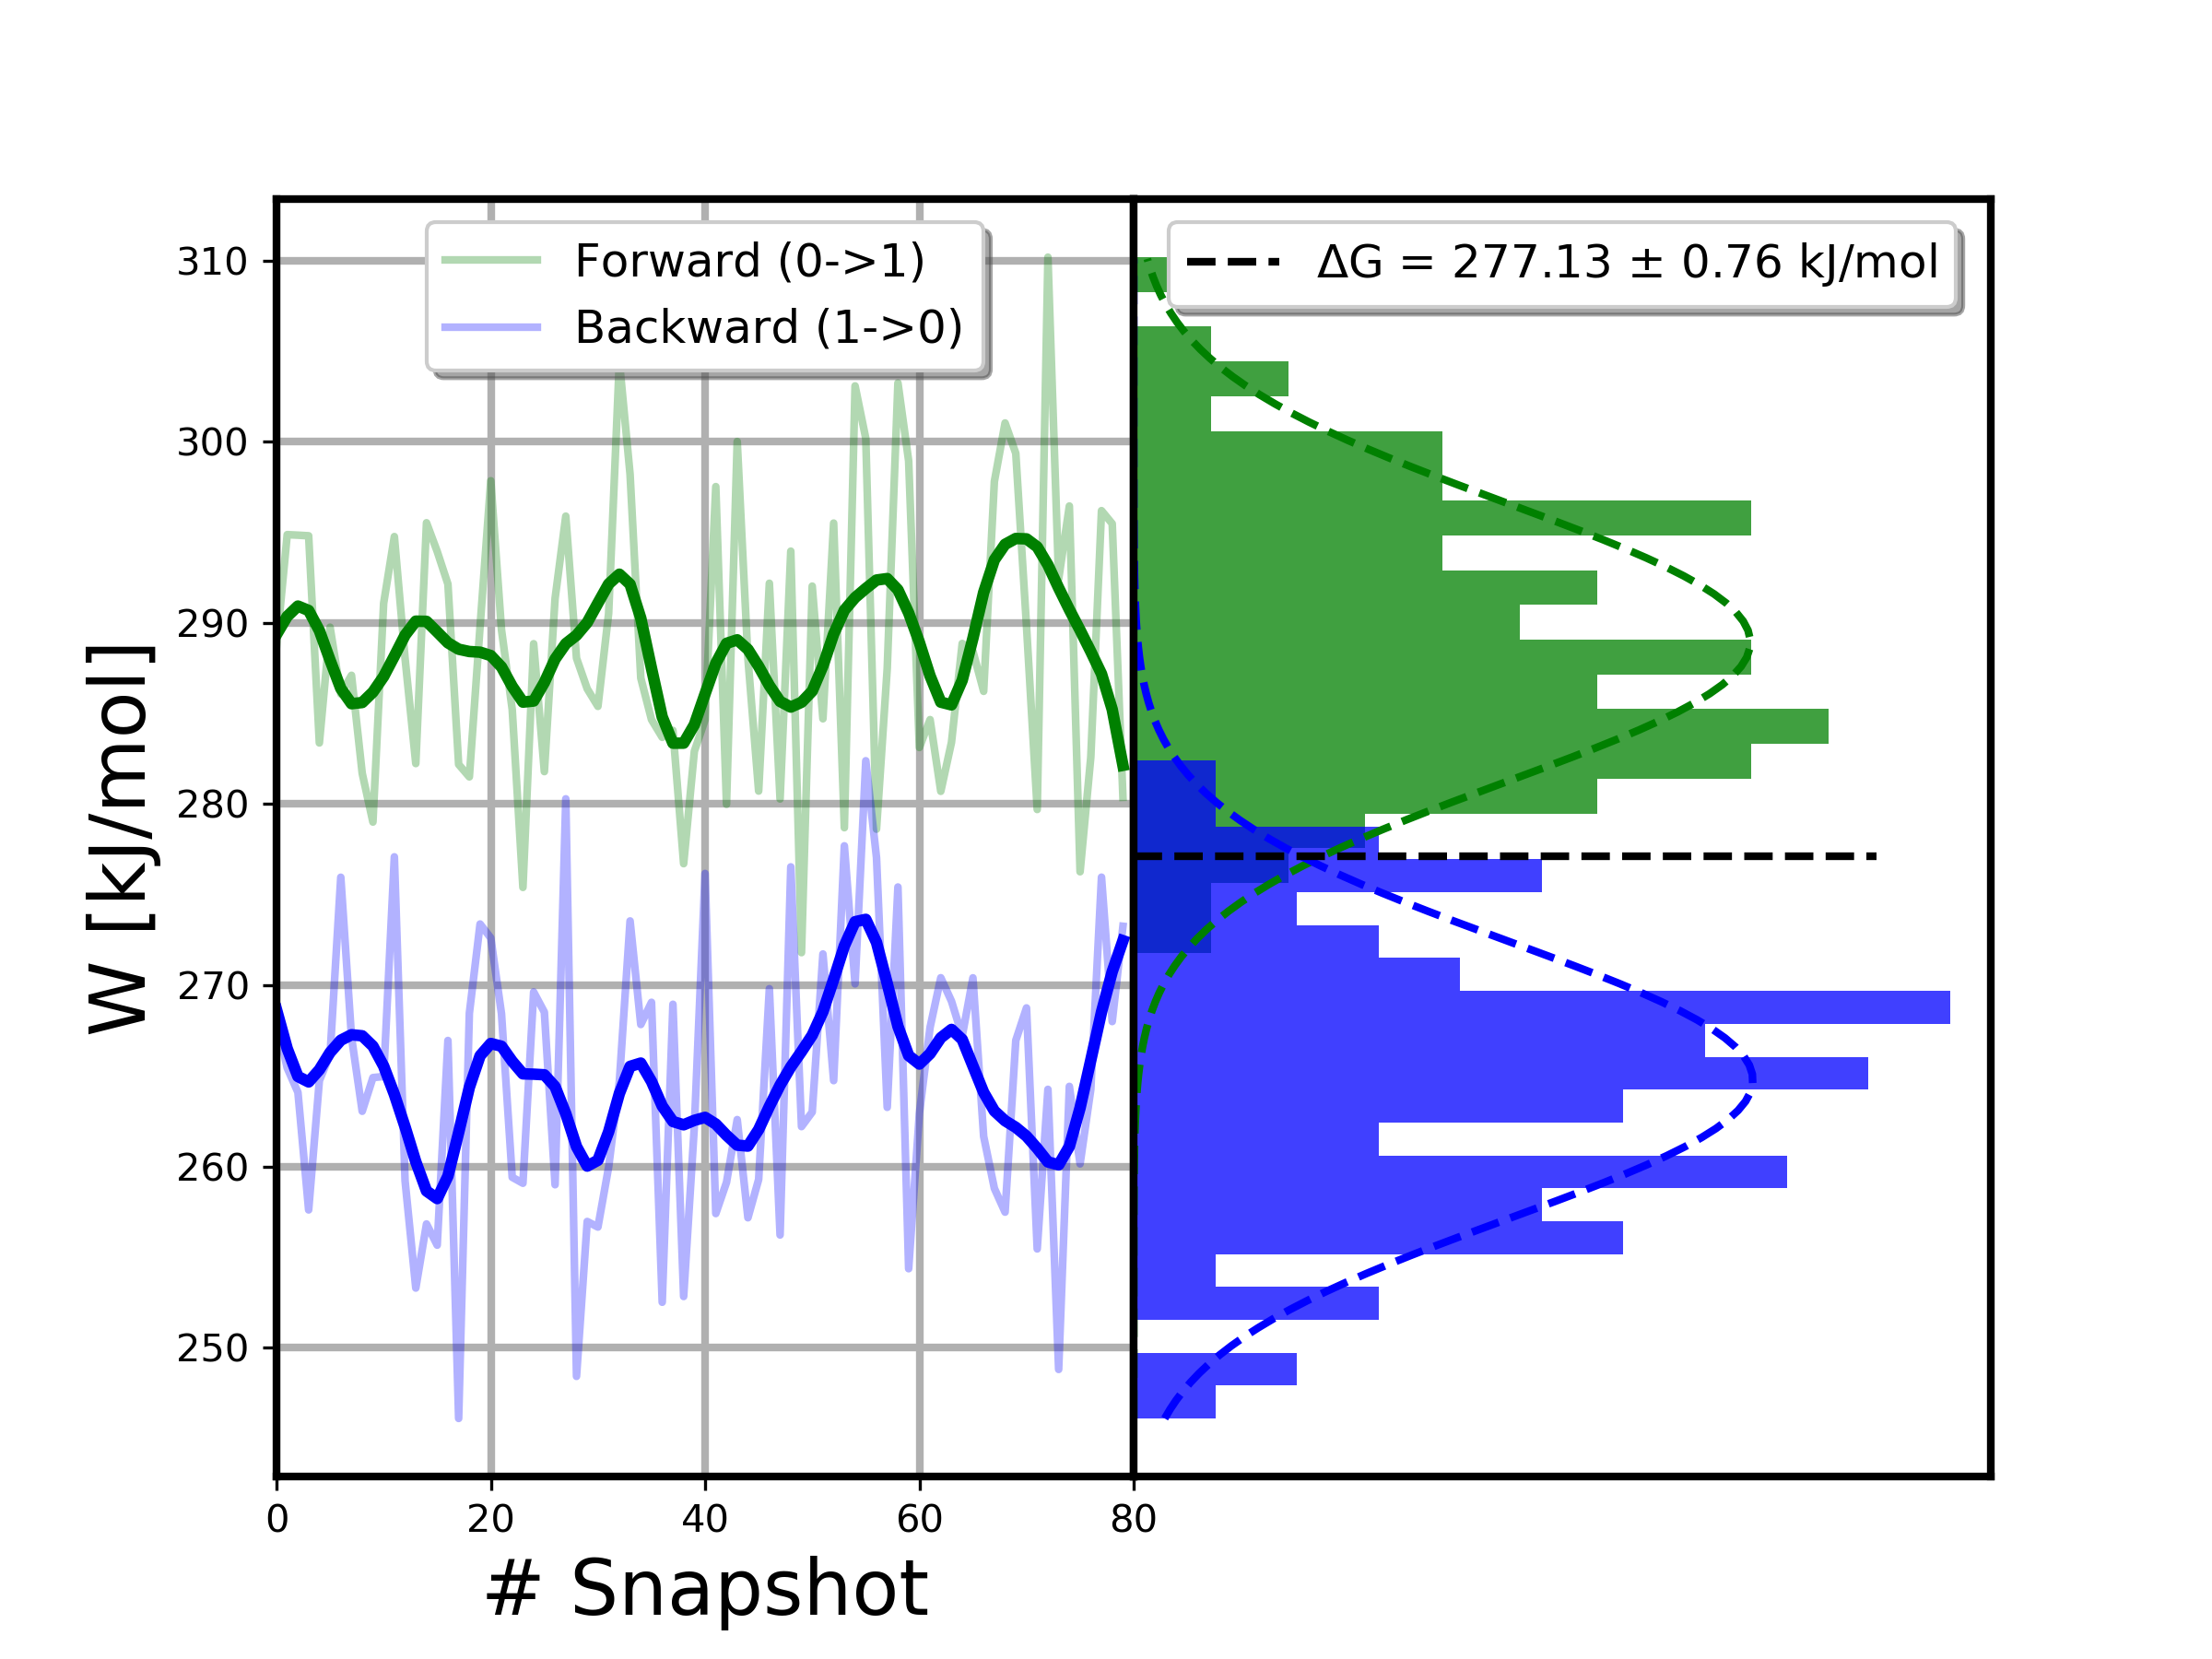 Forward (0->1)
Backward (1->0)
ΔG = 277.13 ± 0.76 kJ/mol
310
300
290
280
270
260
250
W [kJ/mol]
0
20
40
60
80
# Snapshot